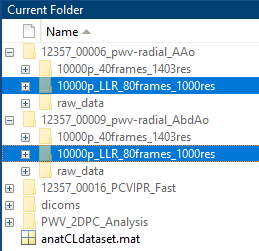 Current Folder
Name
12357_00006_pwv-radial_AAo
10000p_40frames_1403res
10000p_LLR_80frames_1000res
raw_data
12357_00009_pwv-radial_AbdAo
10000p_40frames_1403res
10000p_LLR_80frames_1000res
raw_data
12357_00016_PCVIPR_Fast
dicoms
PWV_2DPC_Analysis
anatCLdataset.mat